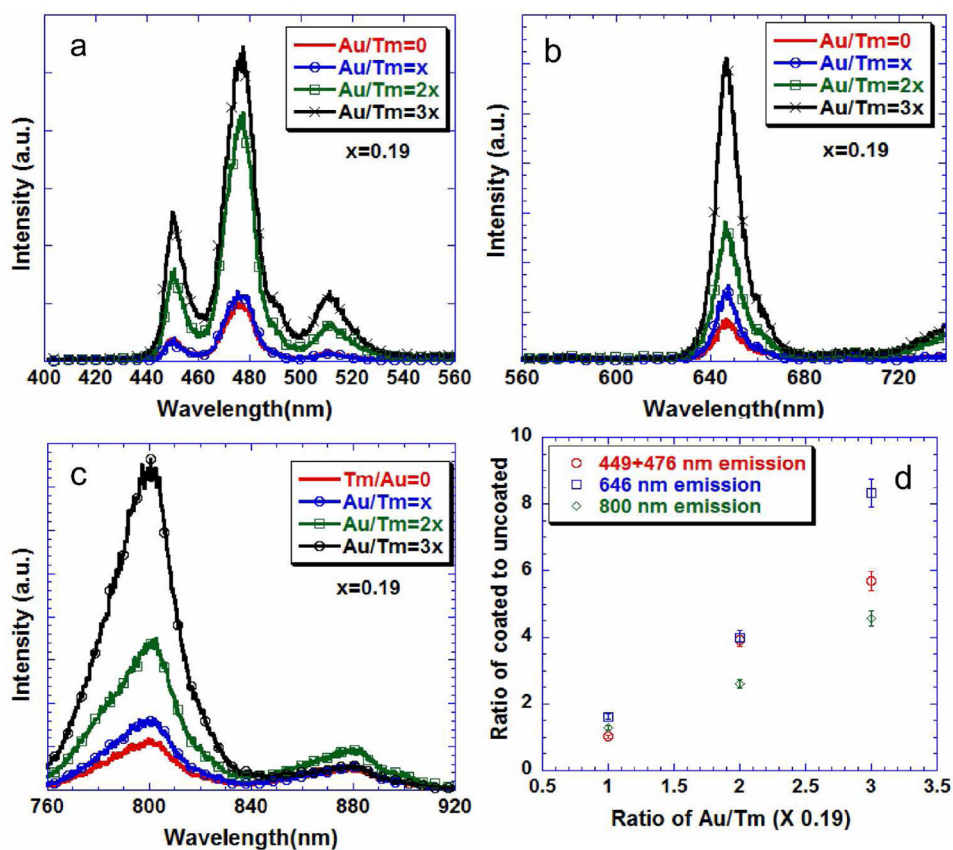 a
Au/Tm=0
Au/Tm=x
Au/Tm=2x
Au/Tm=3x
x=0.19
Intensity (a.u.)
400 420 440 460 480 500 520 540 560
Wavelength(nm)
b
Au/Tm=0
Au/Tm=x
Au/Tm=2x
Au/Tm=3x
x=0.19
Intensity (a.u.)
560 600 640 680 720
Wavelength(nm)
c
Tm/Au=0
Au/Tm=x
Au/Tm=2x
Au/Tm=3x
x=0.19
Intensity (a.u.)
760 800 840 880 920
Wavelength(nm)
d
449+476 nm emission
646 nm emission
800 nm emission
Ratio of coated to uncoated
10
8
6
4
2
0
0.5 1 1.5 2 2.5 3 3.5
Ratio of Au/Tm (X 0.19)